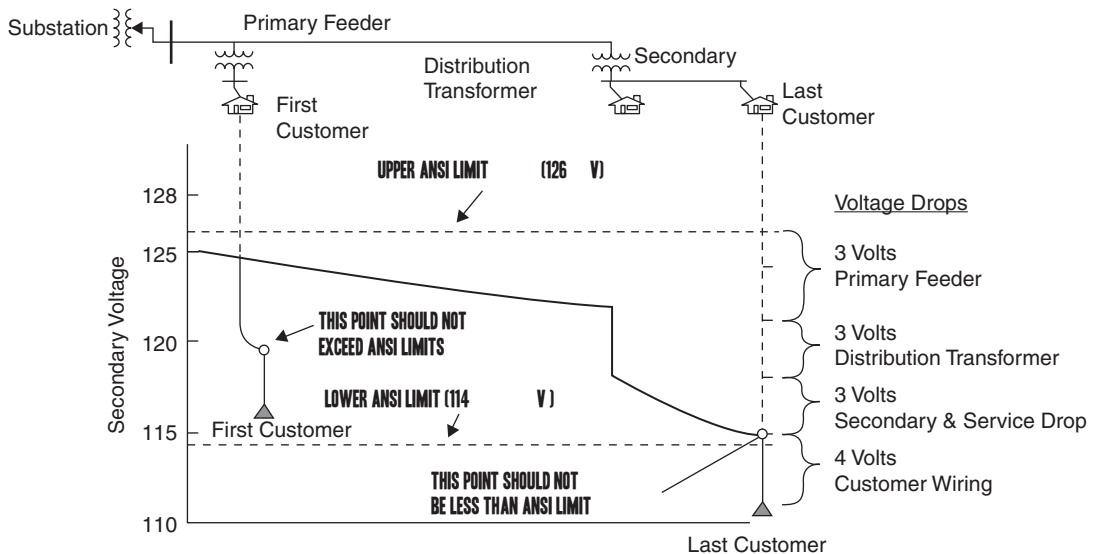 Primary Feeder
Substation
Secondary
Distribution
Transformer
First
Customer
Last
Customer
UPPER ANSI LIMIT (126 V)
128
Voltage Drops
125
3 Volts
Primary Feeder
THIS POINT SHOULD NOT
EXCEED ANSI LIMITS
120
3 Volts
Distribution Transformer
Secondary Voltage
LOWER ANSI LIMIT (114 V )
3 Volts
Secondary & Service Drop
First Customer
115
4 Volts
Customer Wiring
THIS POINT SHOULD NOT
BE LESS THAN ANSI LIMIT
110
Last Customer